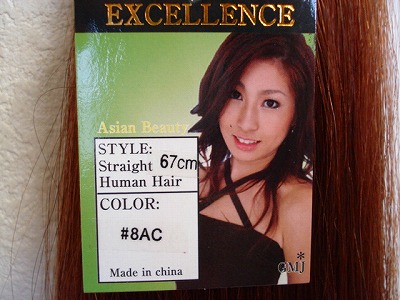 EXCELLENCE
Asian Beauty
STYLE:
Straight 67cm
Human Hair
COLOR:
#8AC
Made in china
*
GMJ